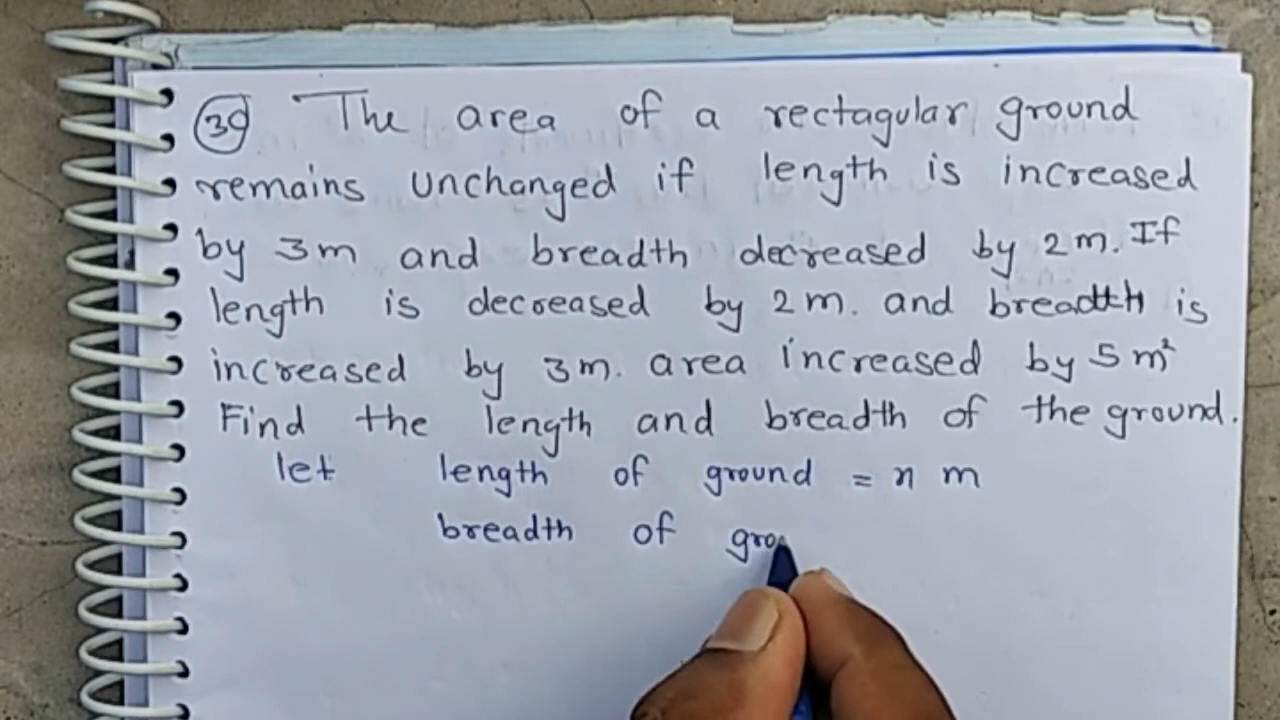 39 The area of a rectagular ground
remains unchanged if length is increased
by 3m and breadth decreased by 2m. If
length is decreased by 2m. and breadth is
increased by 3m. area increased by 5m²
Find the length and breadth of the ground.
let length of ground = x m
breadth of gro